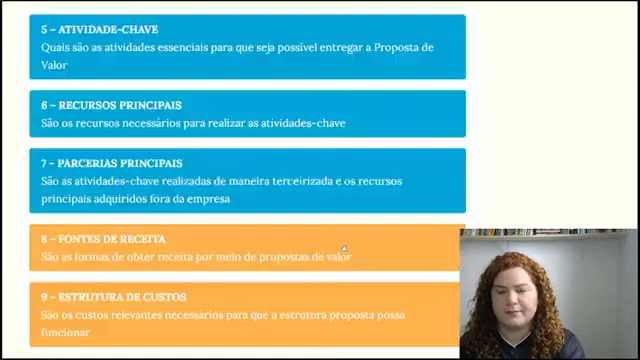 5 – ATIVIDADE-CHAVE
Quais são as atividades essenciais para que seja possível entregar a Proposta de
Valor
6 – RECURSOS PRINCIPAIS
São os recursos necessários para realizar as atividades-chave
7 – PARCERIAS PRINCIPAIS
São as atividades-chave realizadas de maneira terceirizada e os recursos
principais adquiridos fora da empresa
8 – FONTES DE RECEITA
São as formas de obter receita por meio de propostas de valor
9 – ESTRUTURA DE CUSTOS
São os custos relevantes necessários para que a estrutura proposta possa
funcionar